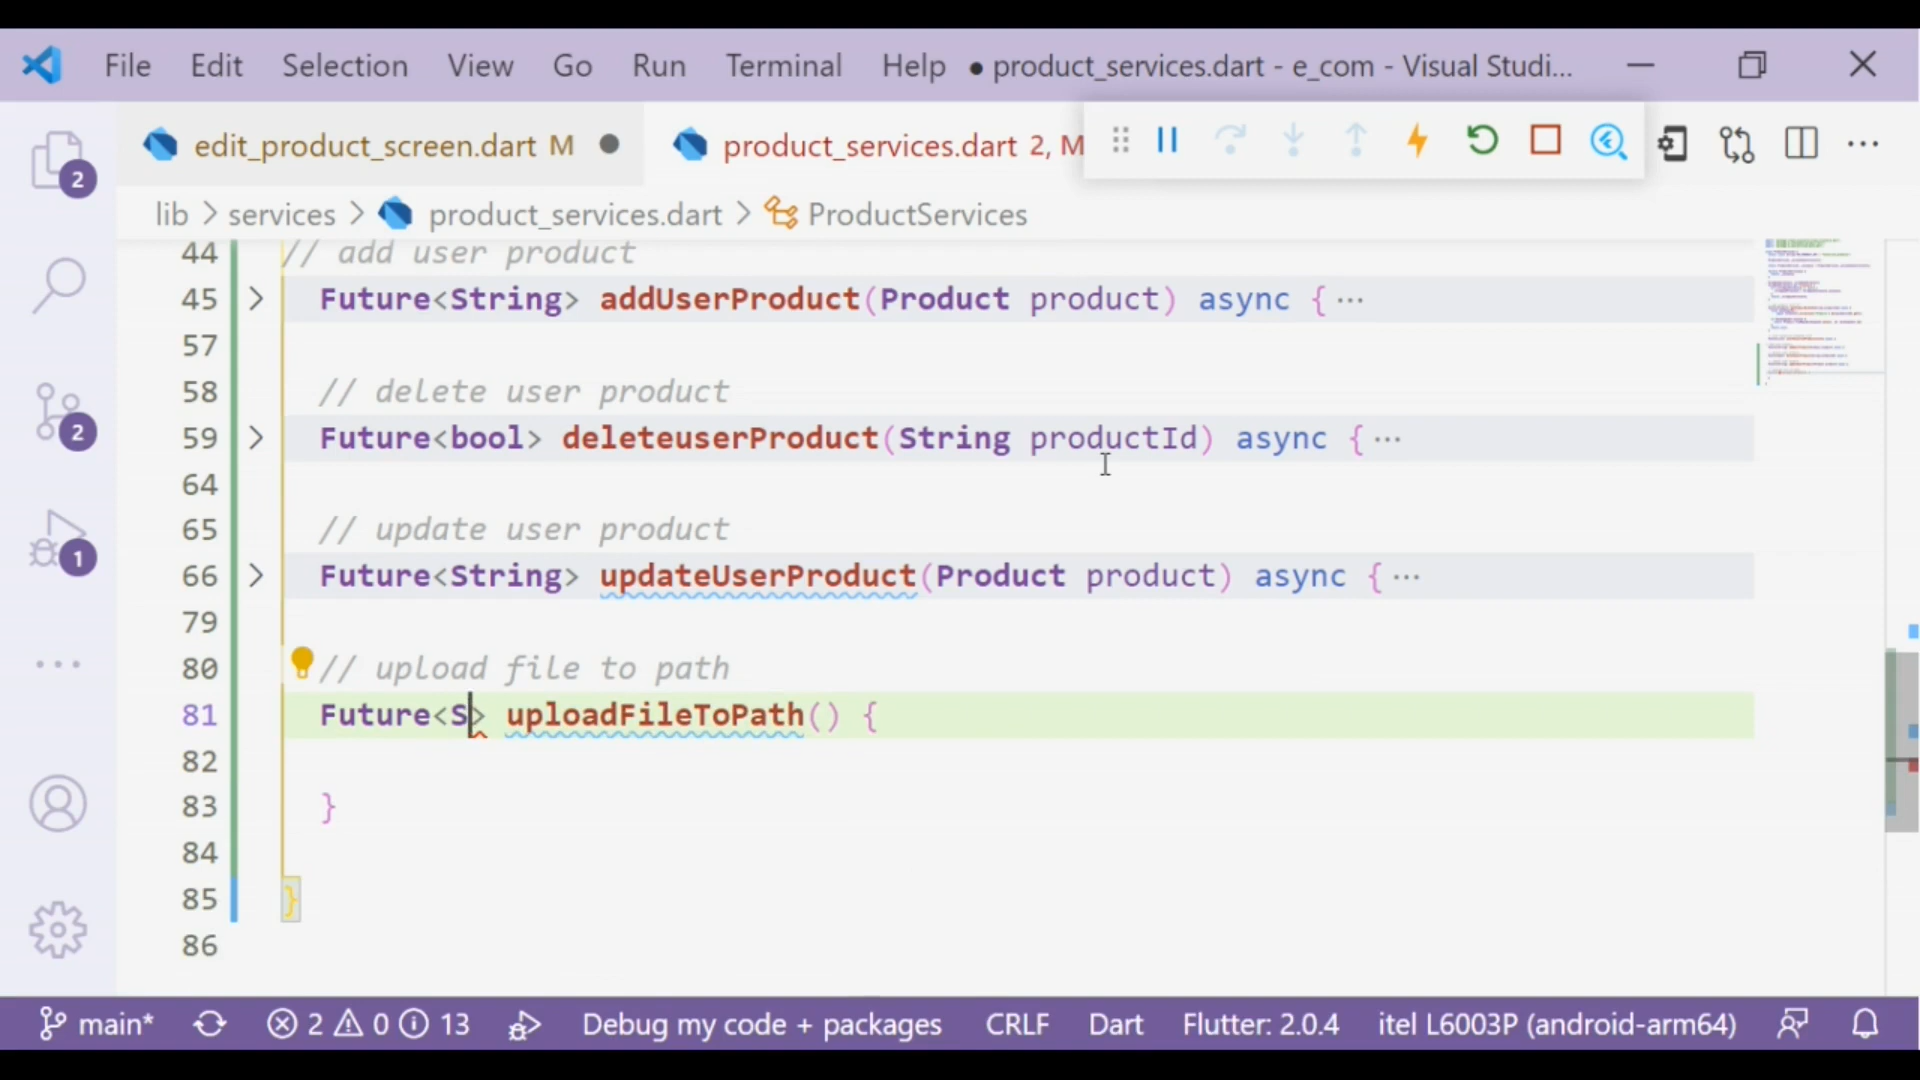 File Edit Selection View Go Run Terminal Help ● product_services.dart - e_com - Visual Studi...
edit_product_screen.dart M product_services.dart 2, M
lib > services > product_services.dart > ProductServices
44 // add user product
45 Future<String> addUserProduct(Product product) async {...
57
58 // delete user product
59 Future<bool> deleteuserProduct(String productId) async {...
64
65 // update user product
66 Future<String> updateUserProduct(Product product) async {...
79
80 // upload file to path
81 Future<S> uploadFileToPath() {
82
83 }
84
85 }
86
2
2
1
main* 2 0 13 Debug my code + packages CRLF Dart Flutter: 2.0.4 itel L6003P (android-arm64)